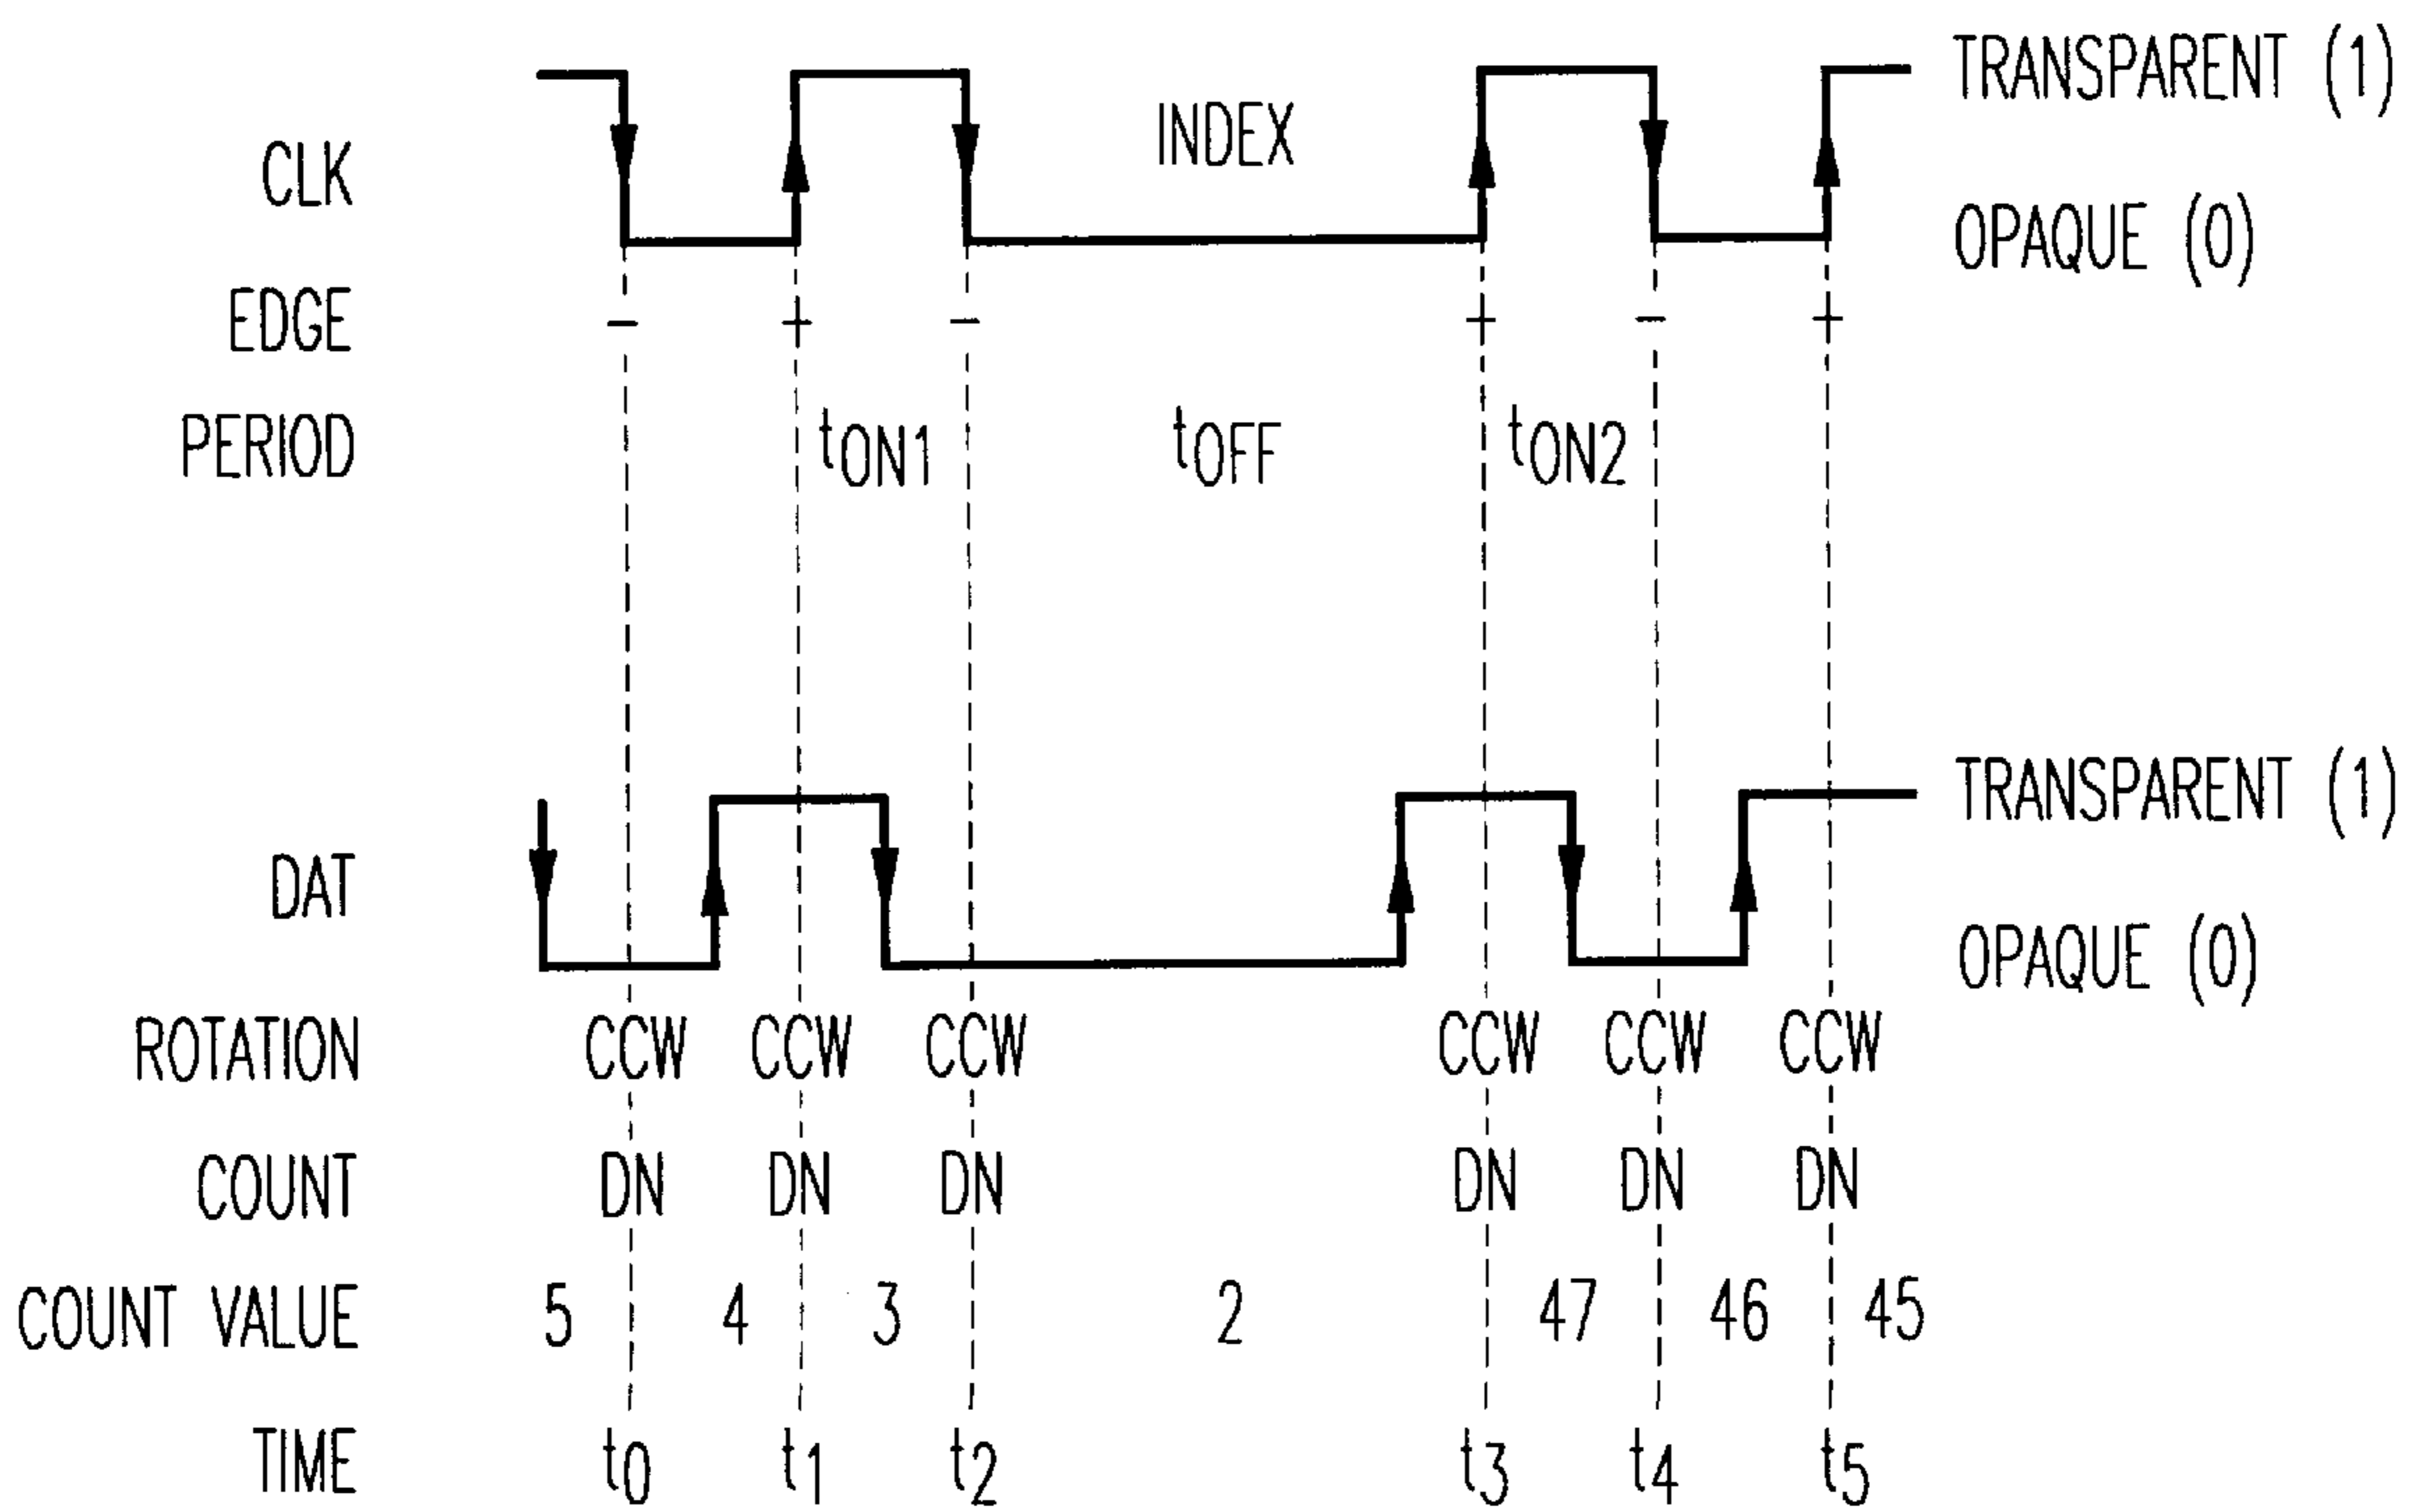 TRANSPARENT (1)
CLK INDEX
OPAQUE (0)
EDGE - + - + - +
PERIOD tON1 tOFF tON2
TRANSPARENT (1)
DAT
OPAQUE (0)
ROTATION CCW CCW CCW CCW CCW CCW
COUNT DN DN DN DN DN DN
COUNT VALUE 5 4 3 2 47 46 45
TIME t0 t1 t2 t3 t4 t5